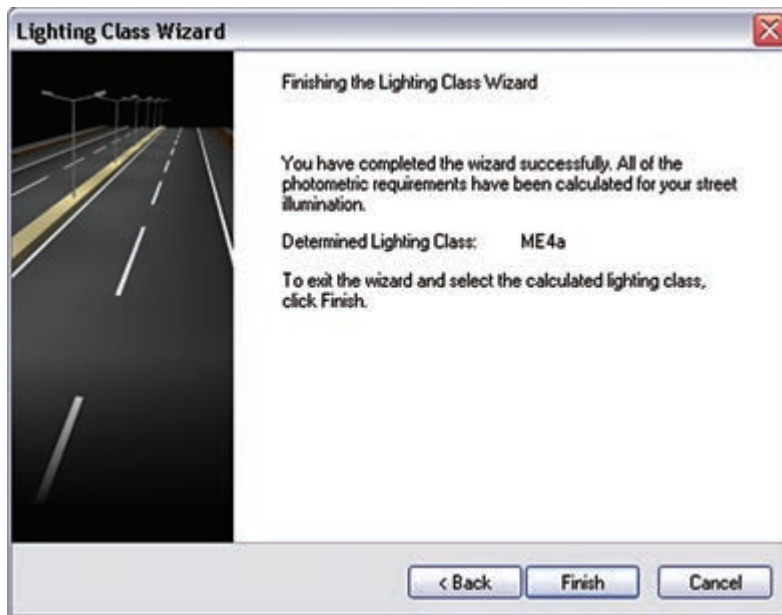 Lighting Class Wizard
Finishing the Lighting Class Wizard
You have completed the wizard successfully. All of the
photometric requirements have been calculated for your street
illumination.
Determined Lighting Class: ME4a
To exit the wizard and select the calculated lighting class,
click Finish.
< Back Finish Cancel